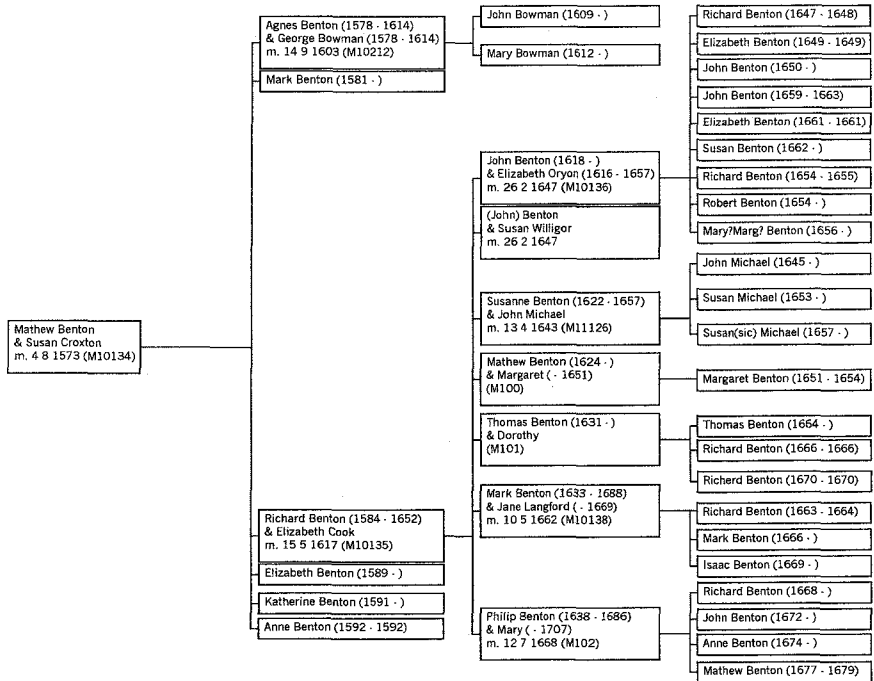 Mathew Benton
& Susan Croxton
m. 4 8 1573 (M10134)
Agnes Benton (1578 - 1614)
& George Bowman (1578 - 1614)
m. 14 9 1603 (M10212)
Mark Benton (1581 - )
Richard Benton (1584 - 1652)
& Elizabeth Cook
m. 15 5 1617 (M10135)
Elizabeth Benton (1589 - )
Katherine Benton (1591 - )
Anne Benton (1592 - 1592)
John Bowman (1609 - )
Mary Bowman (1612 - )
John Benton (1618 - )
& Elizabeth Oryon (1616 - 1657)
m. 26 2 1647 (M10136)
(John) Benton
& Susan Willigor
m. 26 2 1647
Susanne Benton (1622 - 1657)
& John Michael
m. 13 4 1643 (M11126)
Mathew Benton (1624 - )
& Margaret ( - 1651)
(M100)
Thomas Benton (1631 - )
& Dorothy
(M101)
Mark Benton (1633 - 1688)
& Jane Langford ( - 1669)
m. 10 5 1662 (M10138)
Philip Benton (1638 - 1686)
& Mary ( - 1707)
m. 12 7 1668 (M102)
Richard Benton (1647 - 1648)
Elizabeth Benton (1649 - 1649)
John Benton (1650 - )
John Benton (1659 - 1663)
Elizabeth Benton (1661 - 1661)
Susan Benton (1662 - )
Richard Benton (1654 - 1655)
Robert Benton (1654 - )
Mary?Marg? Benton (1656 - )
John Michael (1645 - )
Susan Michael (1653 - )
Susan(sic) Michael (1657 - )
Margaret Benton (1651 - 1654)
Thomas Benton (1664 - )
Richard Benton (1666 - 1666)
Richerd Benton (1670 - 1670)
Richard Benton (1663 - 1664)
Mark Benton (1666 - )
Isaac Benton (1669 - )
Richard Benton (1668 - )
John Benton (1672 - )
Anne Benton (1674 - )
Mathew Benton (1677 - 1679)